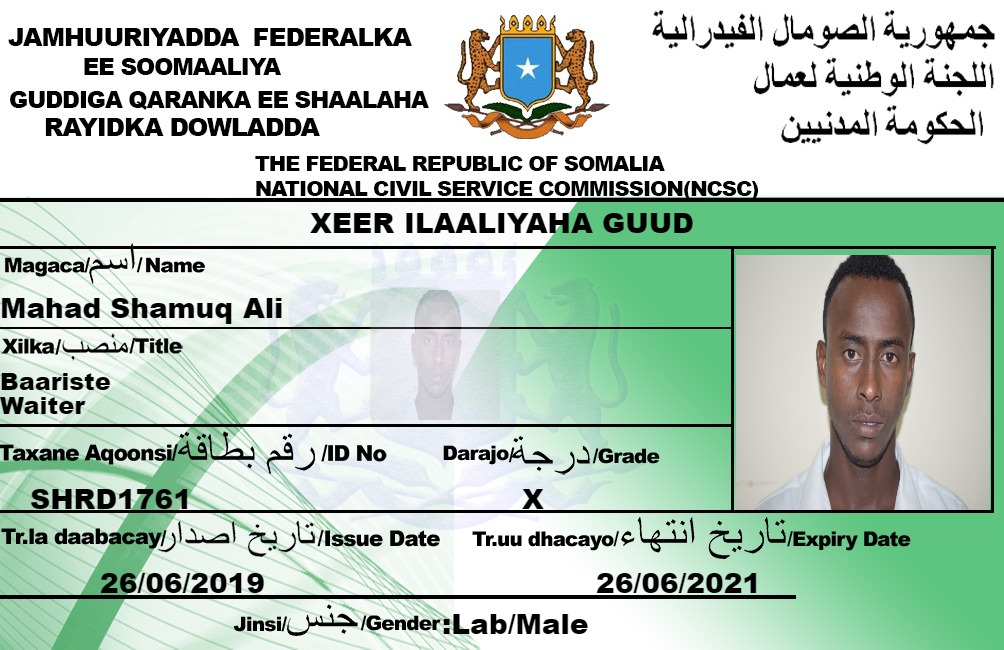 JAMHUURIYADDA FEDERALKA
EE SOOMAALIYA
GUDDIGA QARANKA EE SHAALAHA
RAYIDKA DOWLADDA
جمهورية الصومال الفيدرالية
اللجنة الوطنية لعمال
الحكومة المدنيين
THE FEDERAL REPUBLIC OF SOMALIA
NATIONAL CIVIL SERVICE COMMISSION(NCSC)
XEER ILAALIYAHA GUUD
Magaca/اسم/Name
Mahad Shamuq Ali
Xilka/منصب/Title
Baariste
Waiter
Taxane Aqoonsi/رقم بطاقة/ID No Darajo/درجة/Grade
SHRD1761 X
Tr.la daabacay/تاريخ اصدار/Issue Date Tr.uu dhacayo/تاريخ انتهاء/Expiry Date
26/06/2019 26/06/2021
Jinsi/جنس/Gender:Lab/Male